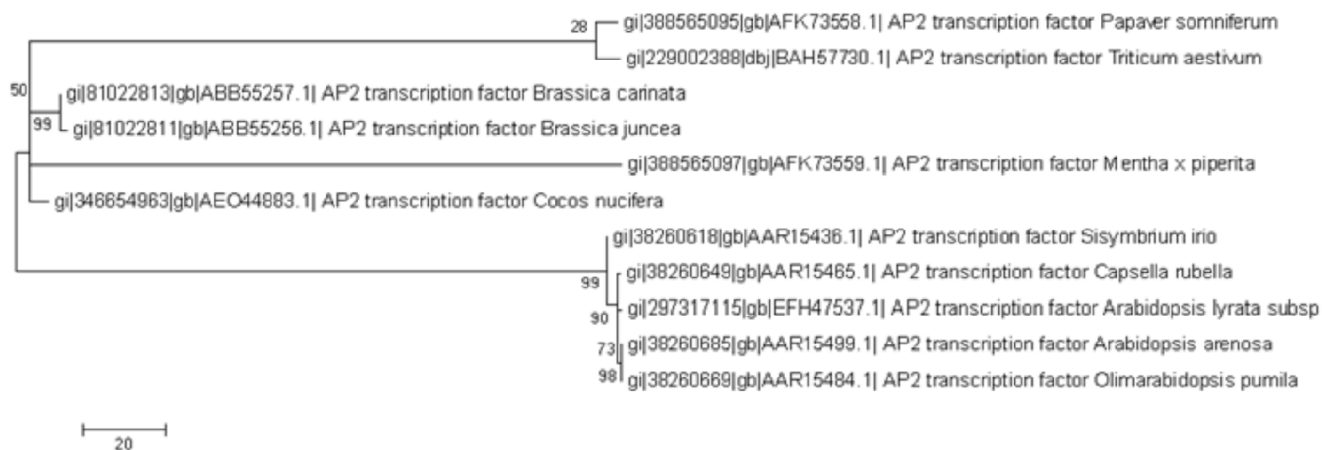 28
gi|388565095|gb|AFK73558.1| AP2 transcription factor Papaver somniferum
gi|229002388|dbj|BAH57730.1| AP2 transcription factor Triticum aestivum
50
gi|81022813|gb|ABB55257.1| AP2 transcription factor Brassica carinata
99
gi|81022811|gb|ABB55256.1| AP2 transcription factor Brassica juncea
gi|388565097|gb|AFK73559.1| AP2 transcription factor Mentha x piperita
gi|346654963|gb|AEO44883.1| AP2 transcription factor Cocos nucifera
gi|38260618|gb|AAR15436.1| AP2 transcription factor Sisymbrium irio
99
gi|38260649|gb|AAR15465.1| AP2 transcription factor Capsella rubella
90
gi|297317115|gb|EFH47537.1| AP2 transcription factor Arabidopsis lyrata subsp
73
gi|38260685|gb|AAR15499.1| AP2 transcription factor Arabidopsis arenosa
98
gi|38260669|gb|AAR15484.1| AP2 transcription factor Olimarabidopsis pumila
20